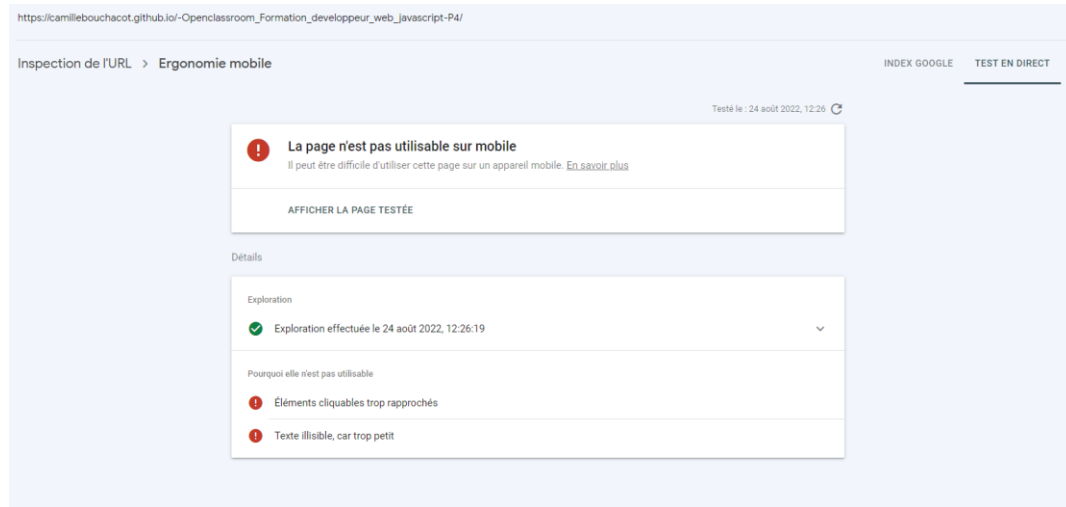 https://camillebouchacot.github.io/-Openclassroom_Formation_developpeur_web_javascript-P4/
Inspection de l'URL > Ergonomie mobile
INDEX GOOGLE
TEST EN DIRECT
Testé le : 24 août 2022, 12:26
La page n'est pas utilisable sur mobile
Il peut être difficile d'utiliser cette page sur un appareil mobile. En savoir plus
AFFICHER LA PAGE TESTÉE
Détails
Exploration
Exploration effectuée le 24 août 2022, 12:26:19
Pourquoi elle n'est pas utilisable
Éléments cliquables trop rapprochés
Texte illisible, car trop petit